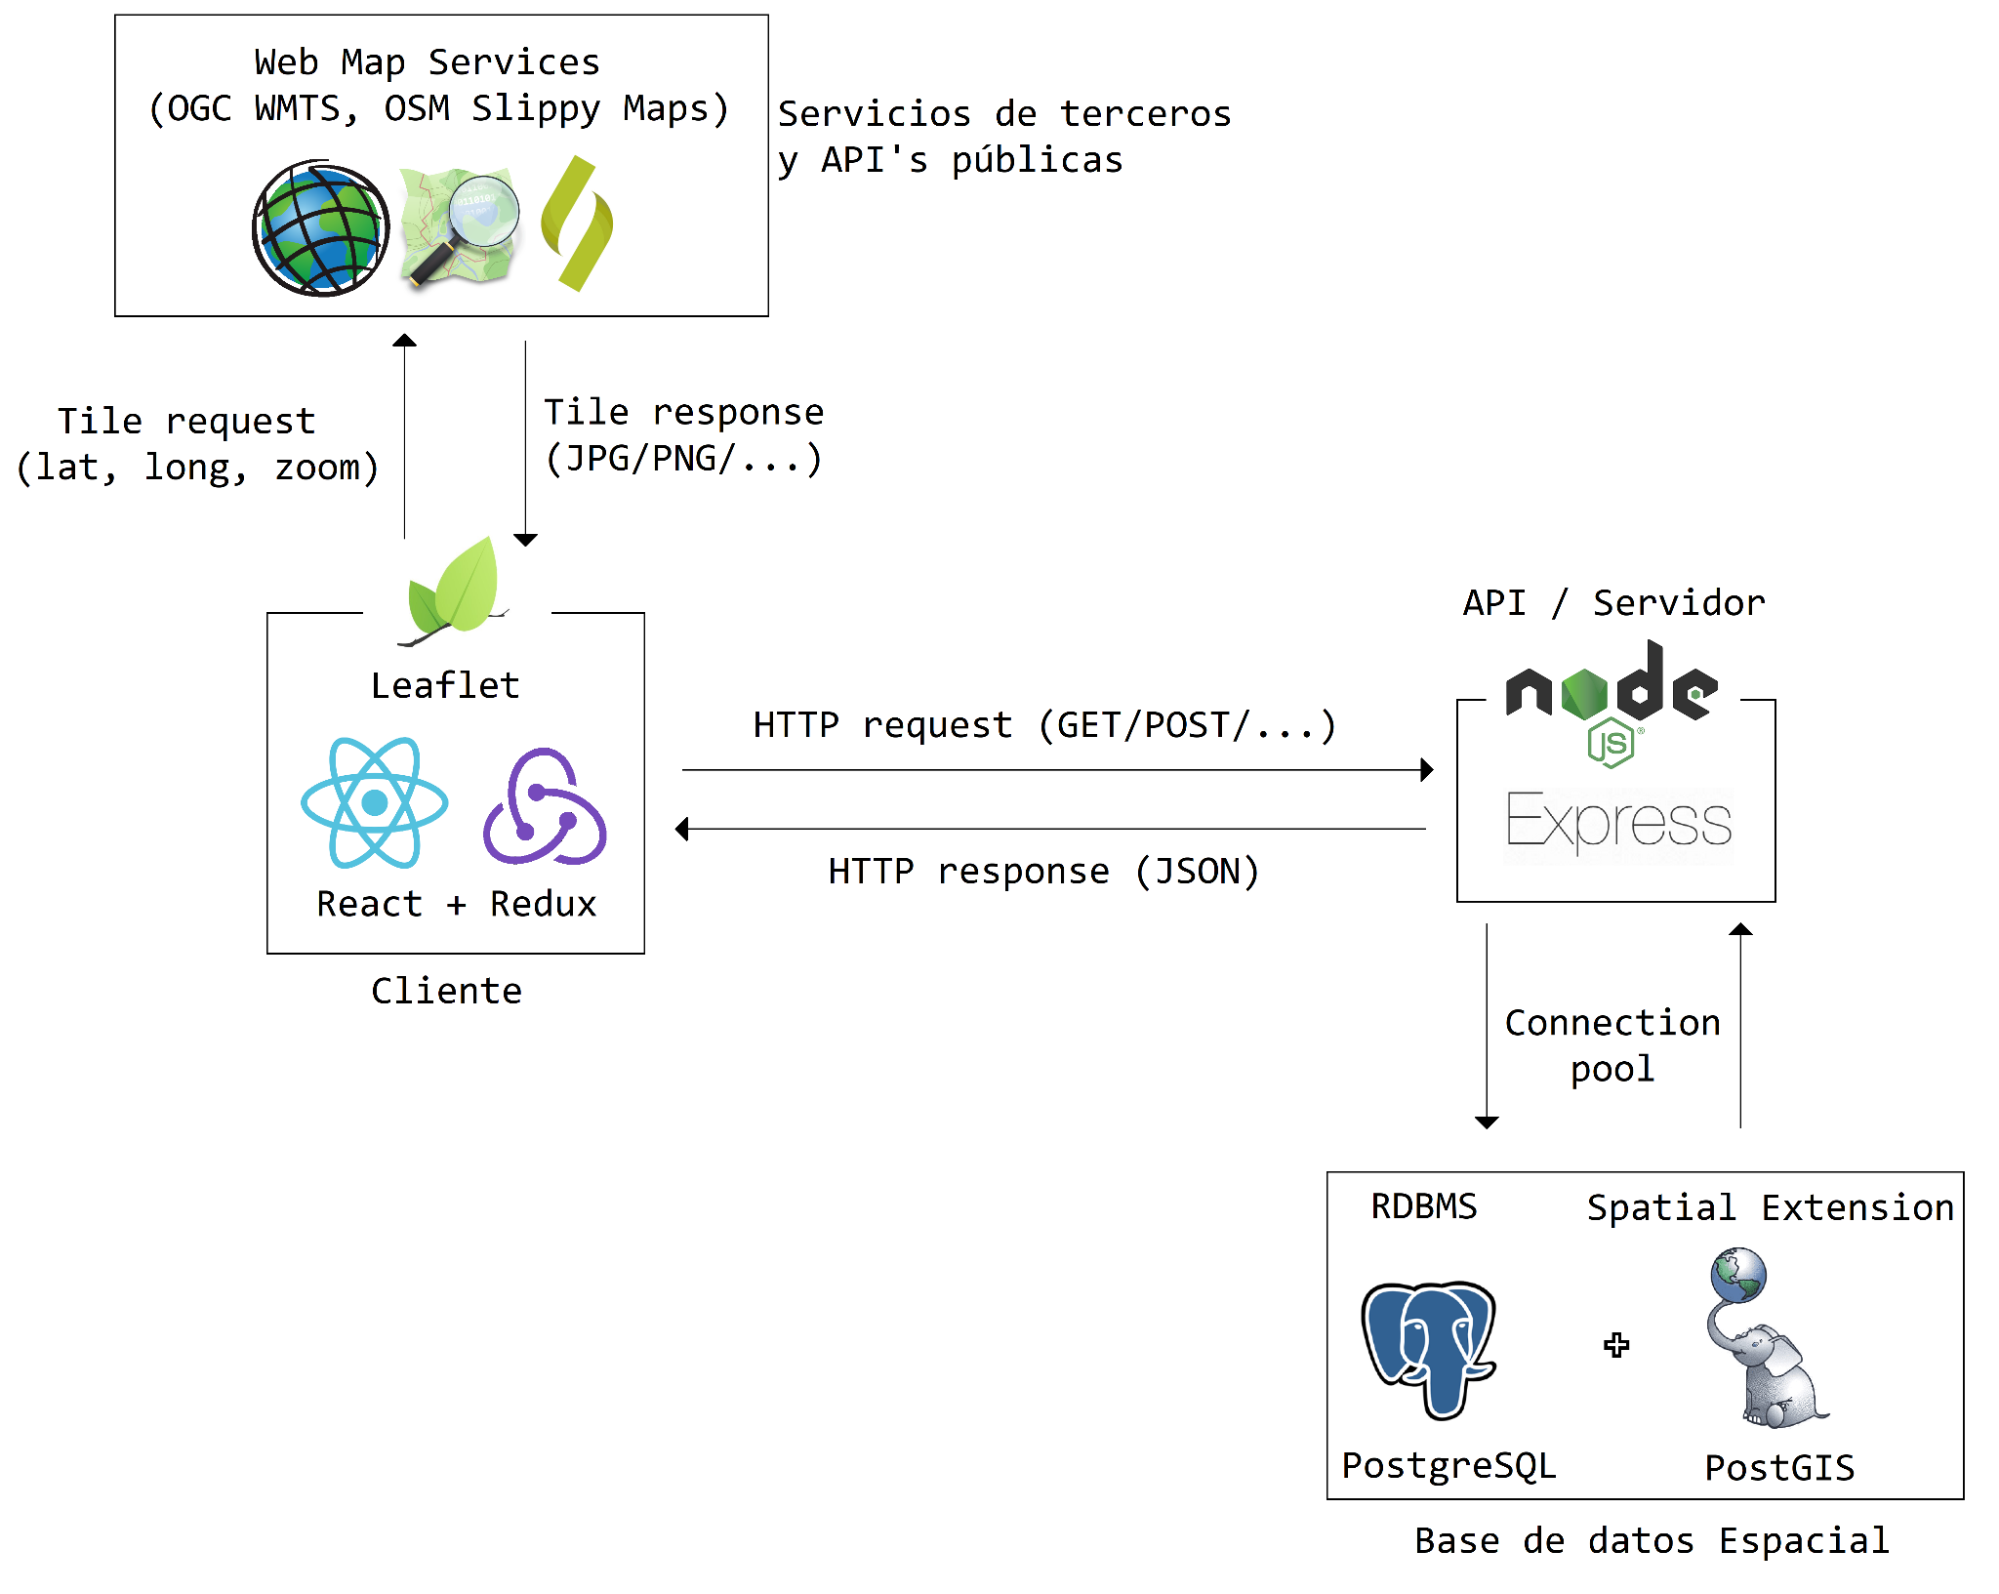 Web Map Services
(OGC WMTS, OSM Slippy Maps)
Servicios de terceros
y API's públicas
0110101
Tile request
(lat, long, zoom)
Tile response
(JPG/PNG/...)
Leaflet
React + Redux
Cliente
HTTP request (GET/POST/...)
HTTP response (JSON)
API / Servidor
node
JS®
Express
Connection
pool
RDBMS
Spatial Extension
PostgreSQL
PostGIS
Base de datos Espacial